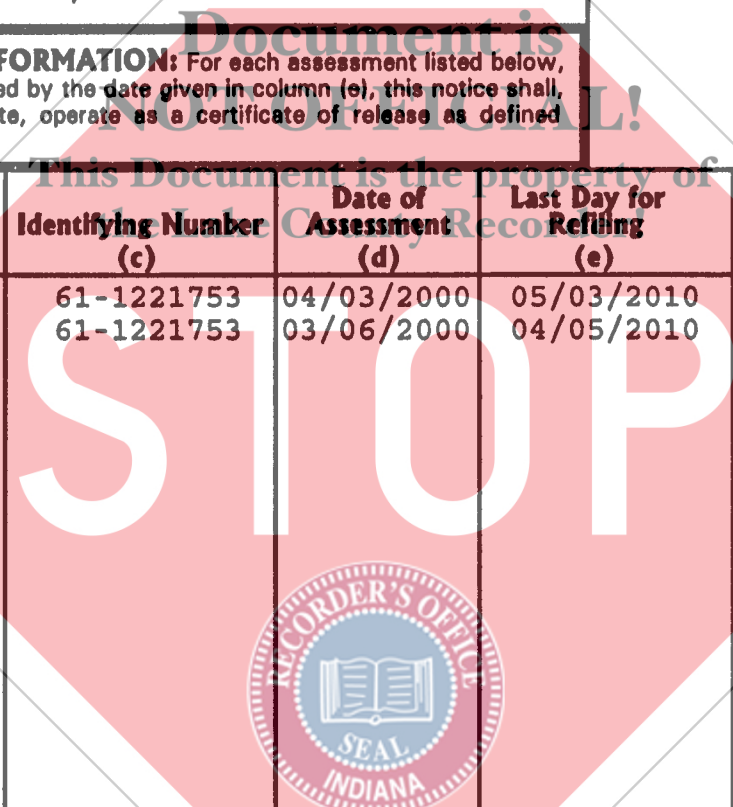 Document is
FORMATION: For each assessment listed below,
ed by the date given in column (e), this notice shall,
NOT OFFICIAL!
te, operate as a certificate of release as defined
This Document is the property of
the Lake County Recorder!
Identifying Number
(c)
Date of
Assessment
(d)
Last Day for
Refiling
(e)
61-1221753 04/03/2000 05/03/2010
61-1221753 03/06/2000 04/05/2010
STOP
RECORDER'S OFFICE
SEAL
INDIANA